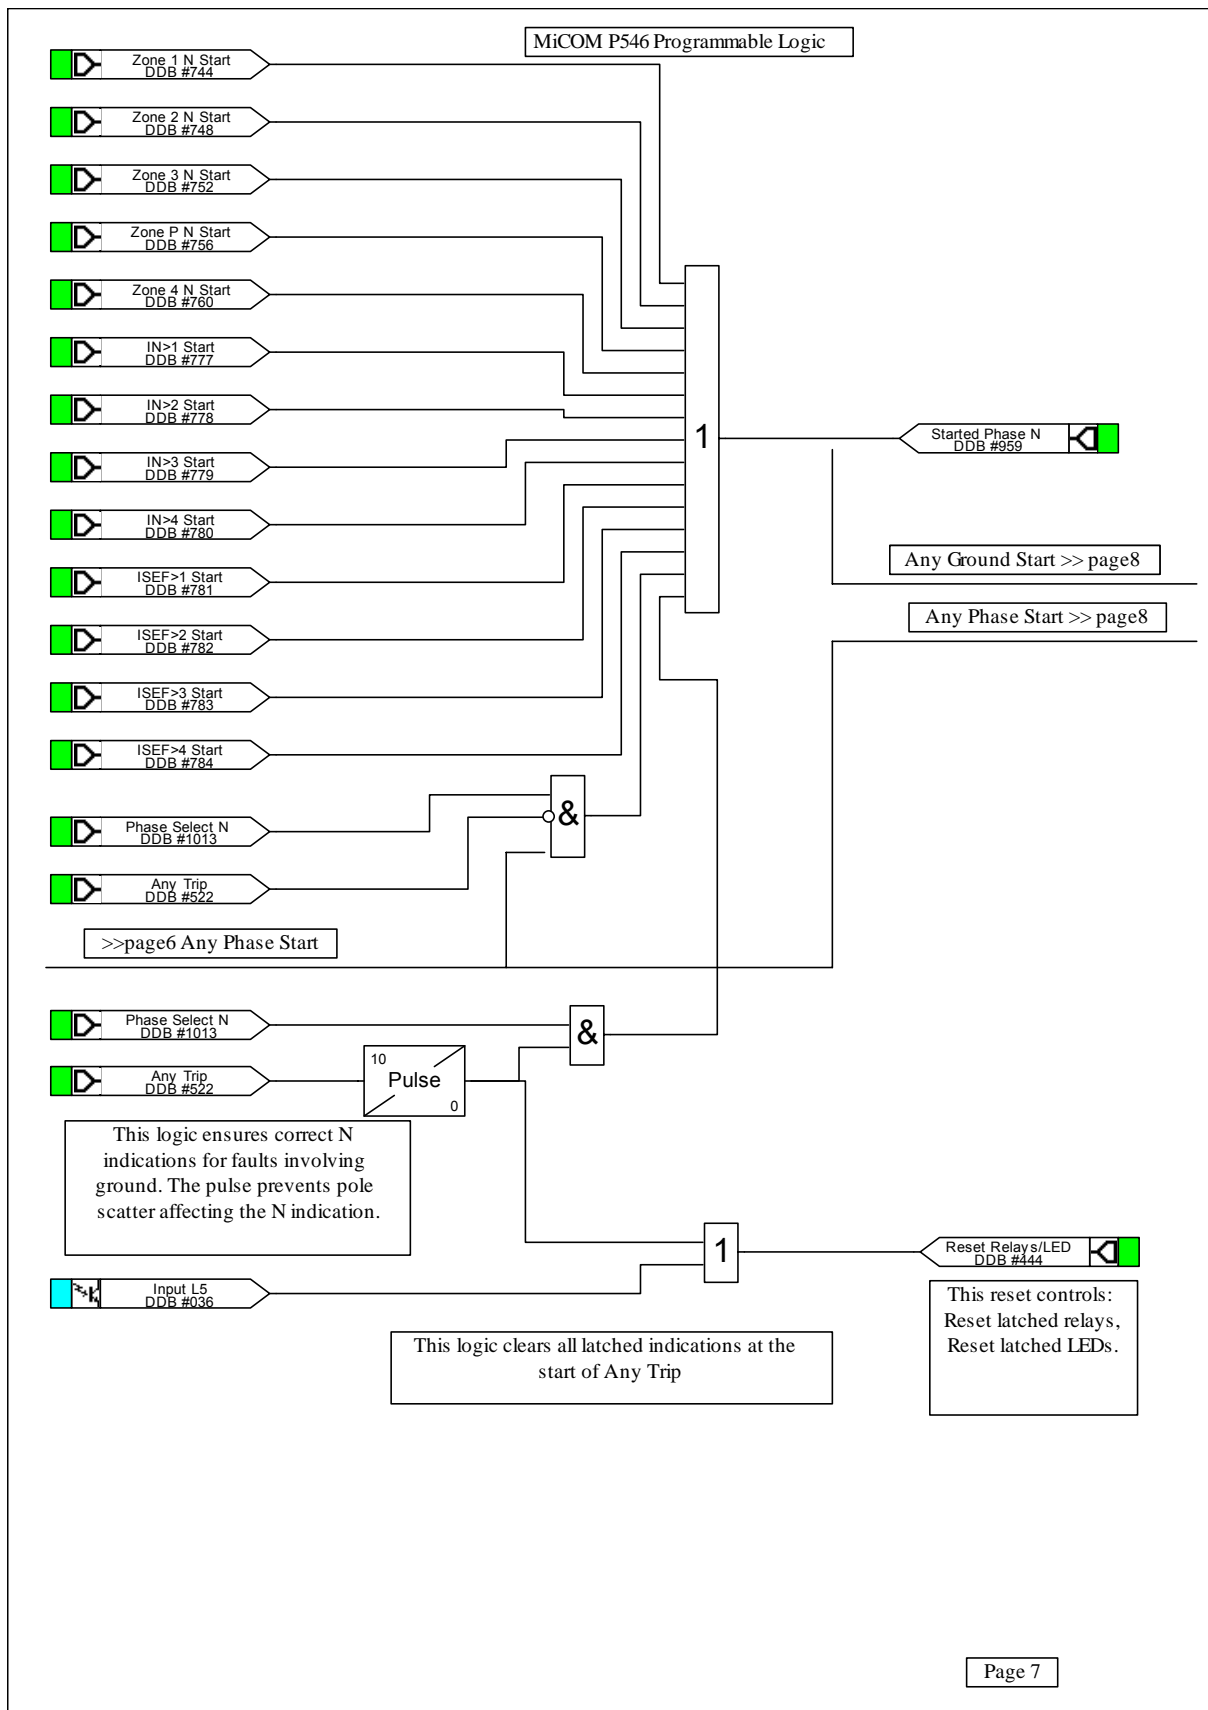 MiCOM P546 Programmable Logic
Zone 1 N Start
DDB #744
Zone 2 N Start
DDB #748
Zone 3 N Start
DDB #752
Zone P N Start
DDB #756
Zone 4 N Start
DDB #760
IN>1 Start
DDB #777
IN>2 Start
DDB #778
IN>3 Start
DDB #779
IN>4 Start
DDB #780
ISEF>1 Start
DDB #781
ISEF>2 Start
DDB #782
ISEF>3 Start
DDB #783
ISEF>4 Start
DDB #784
1
Started Phase N
DDB #959
Any Ground Start >> page8
Any Phase Start >> page8
Phase Select N
DDB #1013
&
Any Trip
DDB #522
>>page6 Any Phase Start
Phase Select N
DDB #1013
&
Any Trip
DDB #522
10
Pulse
0
This logic ensures correct N
indications for faults involving
ground. The pulse prevents pole
scatter affecting the N indication.
1
Reset Relays/LED
DDB #444
Input L5
DDB #036
This reset controls:
Reset latched relays,
Reset latched LEDs.
This logic clears all latched indications at the
start of Any Trip
Page 7